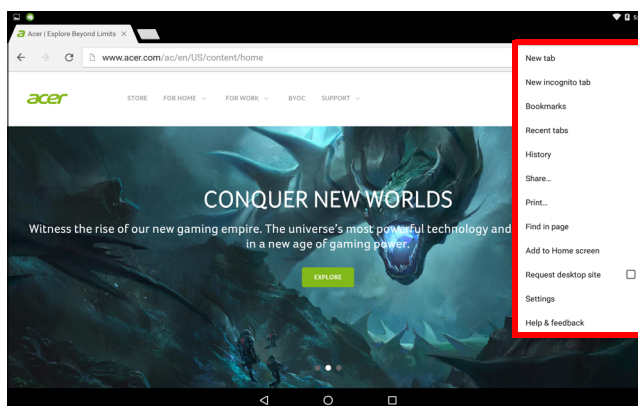 5:
Acer | Explore Beyond Limits
www.acer.com/ac/en/US/content/home
acer
STORE FOR HOME FOR WORK BYOC SUPPORT
CONQUER NEW WORLDS
Witness the rise of our new gaming empire. The universe's most powerful technology and
in a new age of gaming power.
EXPLORE
New tab
New incognito tab
Bookmarks
Recent tabs
History
Share...
Print...
Find in page
Add to Home screen
Request desktop site
Settings
Help & feedback